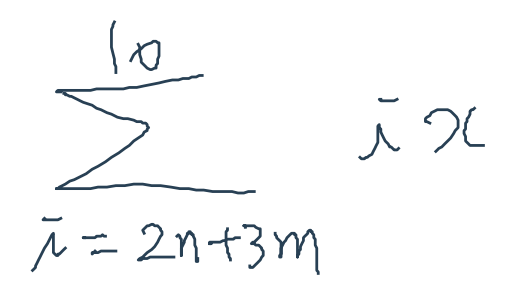 10
∑ ix
i = 2n+3m